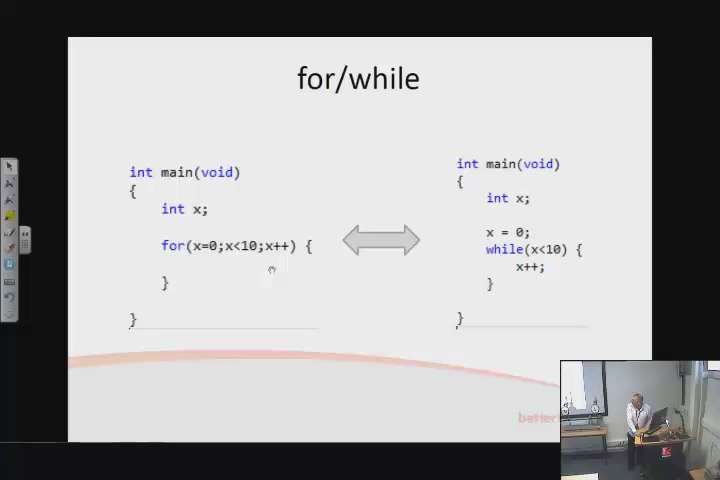 for/while
int main(void)
{
int x;
for(x=0;x<10;x++) {
}
}
int main(void)
{
int x;
x = 0;
while(x<10) {
x++;
}
}